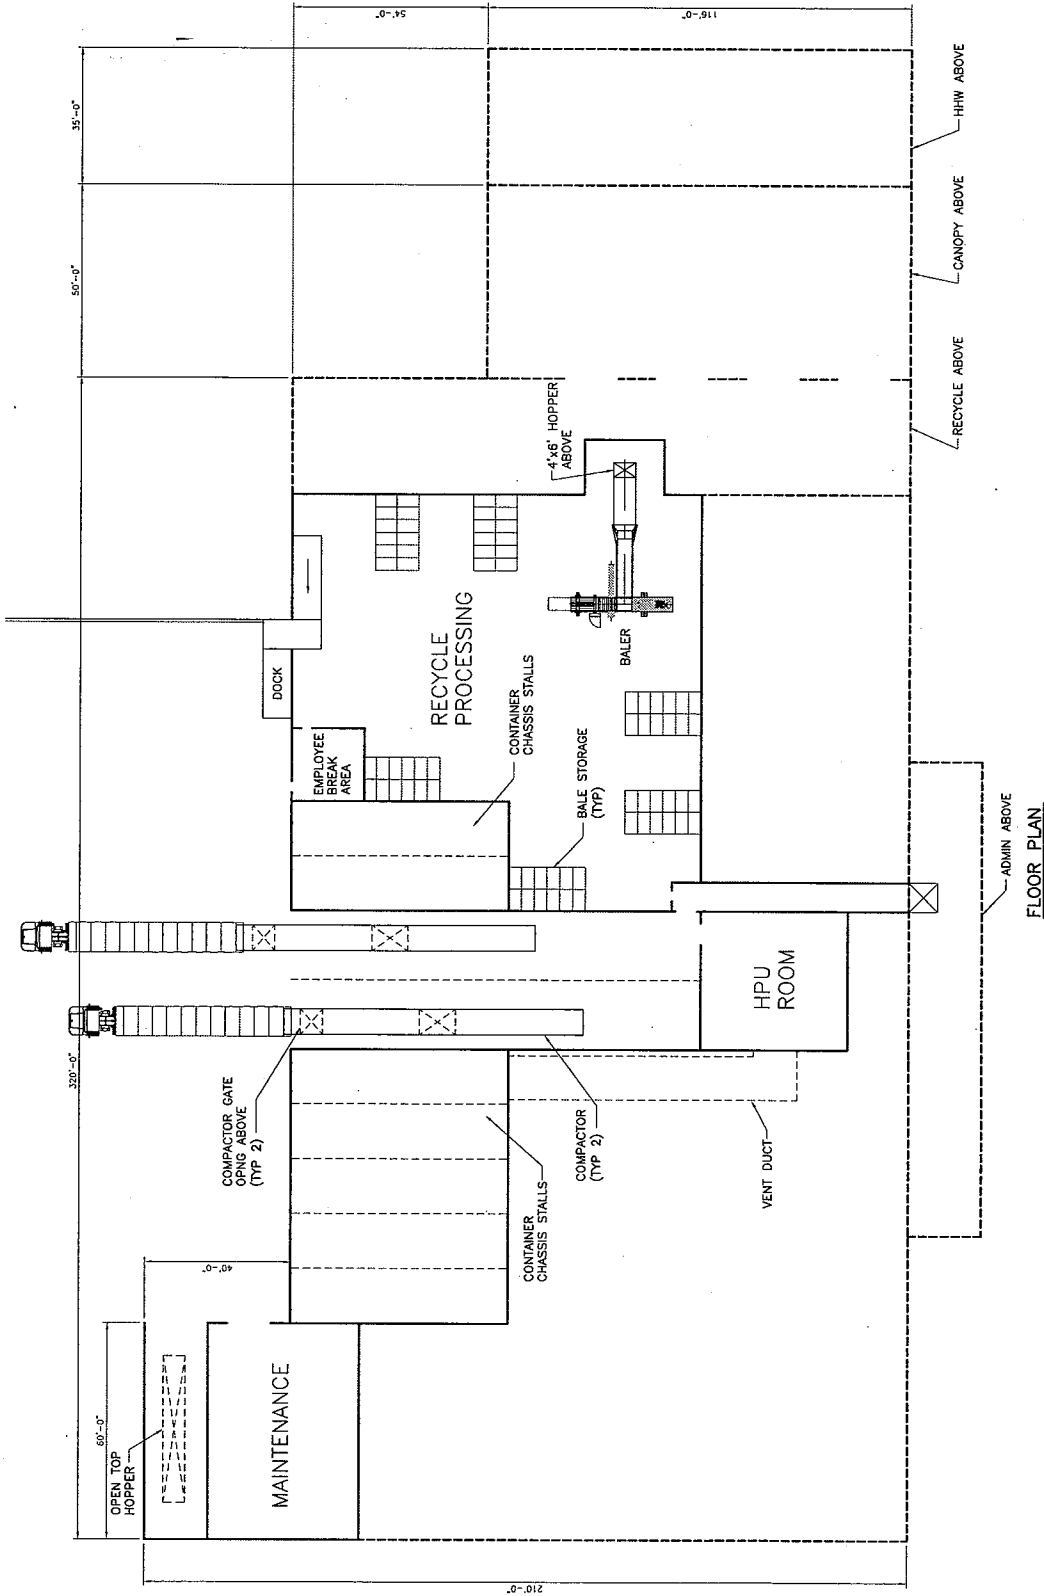 320'-0"
50'-0"
35'-0"
54'-0"
116'-0"
210'-0"
60'-0"
40'-0"
OPEN TOP
HOPPER
MAINTENANCE
COMPACTOR GATE
OPNG ABOVE
(TYP 2)
CONTAINER
CHASSIS STALLS
COMPACTOR
(TYP 2)
VENT DUCT
HPU
ROOM
EMPLOYEE
BREAK
AREA
DOCK
RECYCLE
PROCESSING
CONTAINER
CHASSIS STALLS
BALE STORAGE
(TYP)
BALER
4'x6' HOPPER
ABOVE
ADMIN ABOVE
RECYCLE ABOVE
CANOPY ABOVE
HHW ABOVE
FLOOR PLAN